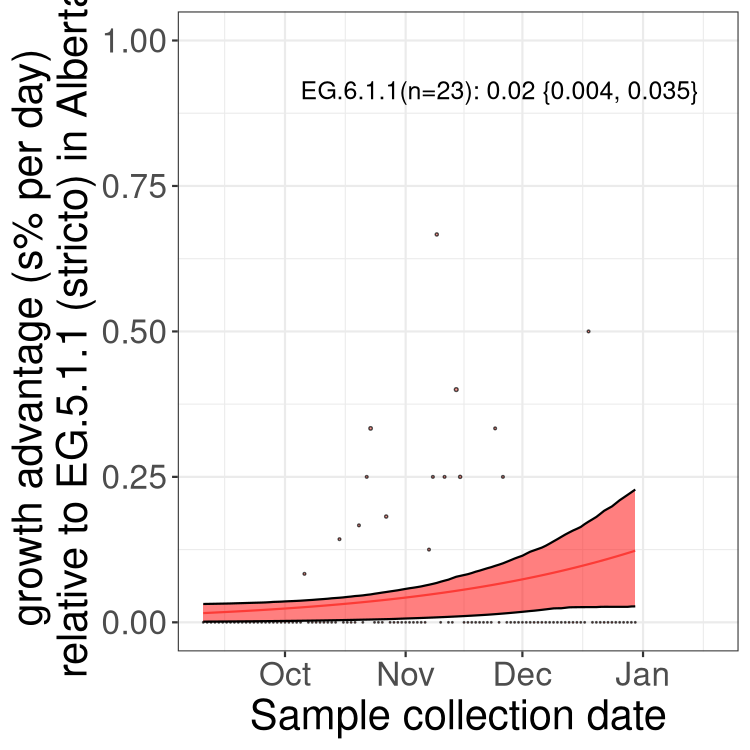 growth advantage (s% per day)
relative to EG.5.1.1 (stricto) in Alberta
1.00
0.75
0.50
0.25
0.00
EG.6.1.1(n=23): 0.02 {0.004, 0.035}
Oct Nov Dec Jan
Sample collection date